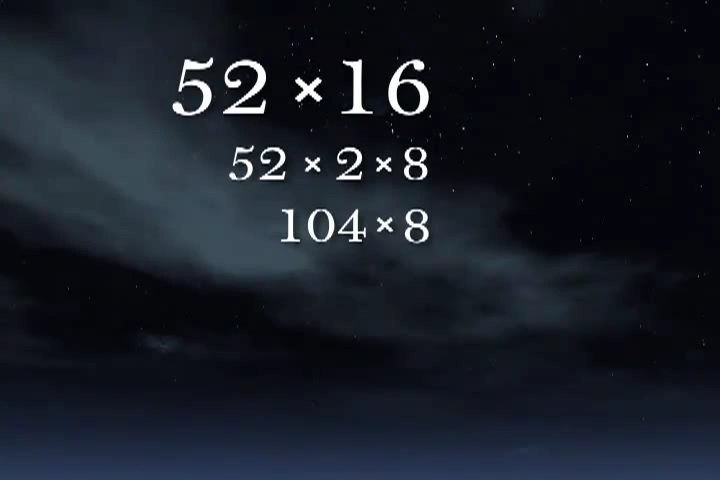 52 × 16
52 × 2 × 8
104 × 8